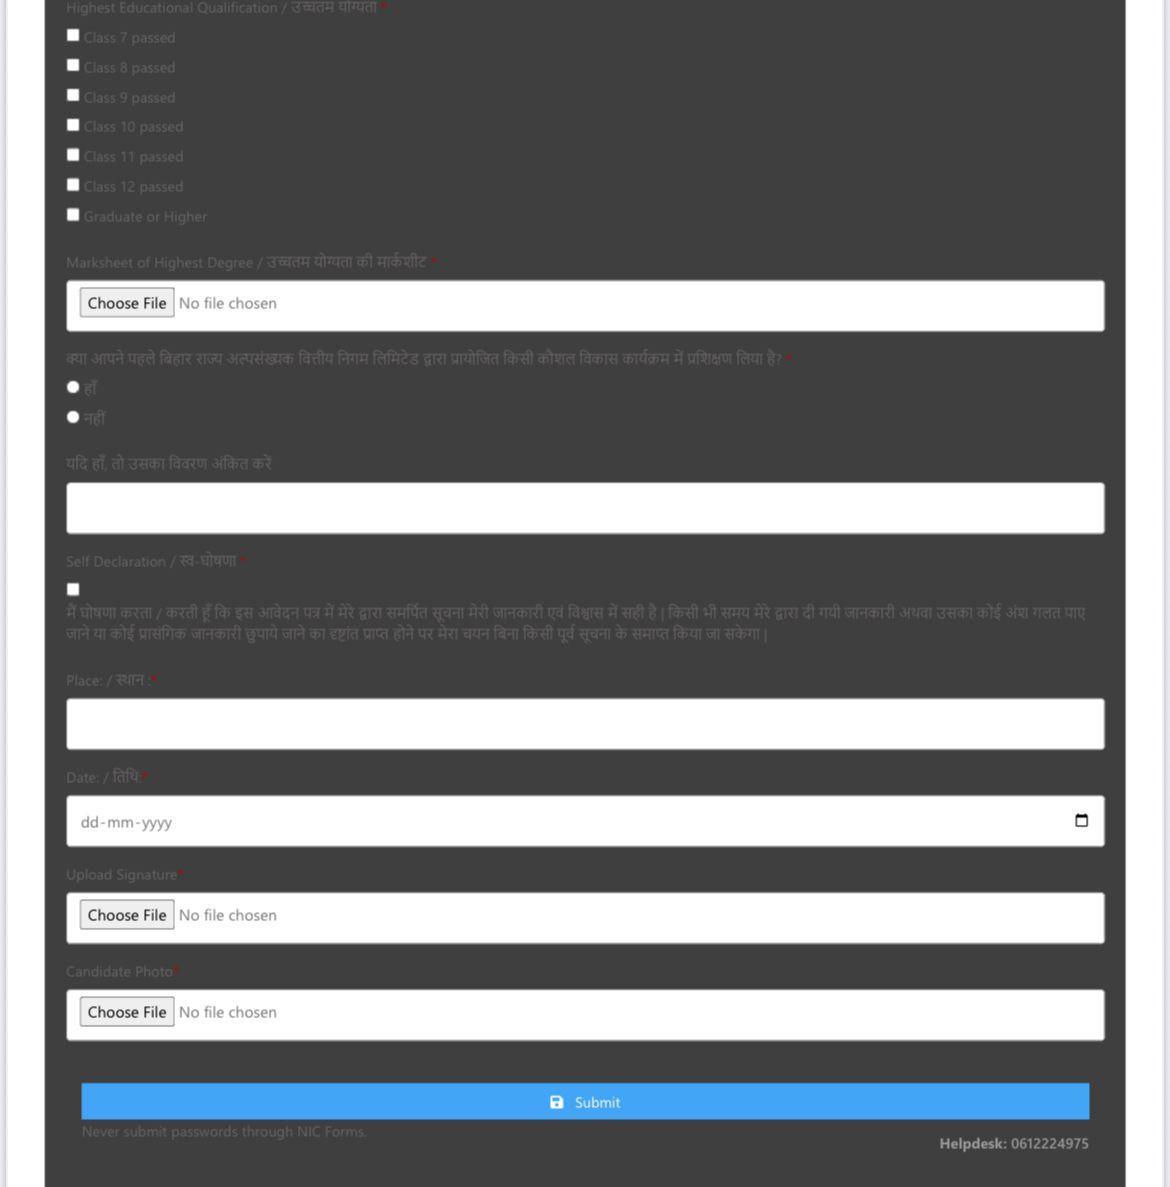 Highest Educational Qualification / उच्चतम योग्यता *
Class 7 passed
Class 8 passed
Class 9 passed
Class 10 passed
Class 11 passed
Class 12 passed
Graduate or Higher
Marksheet of Highest Degree / उच्चतम योग्यता की मार्कशीट *
Choose File No file chosen
क्या आपने पहले बिहार राज्य अल्पसंख्यक वित्तीय निगम लिमिटेड द्वारा प्रायोजित किसी कौशल विकास कार्यक्रम में प्रशिक्षण लिया है? *
हाँ
नहीं
यदि हाँ, तो उसका विवरण अंकित करें
Self Declaration / स्व-घोषणा *
मैं घोषणा करता / करती हूँ कि इस आवेदन पत्र में मेरे द्वारा समर्पित सूचना मेरी जानकारी एवं विश्वास में सही है | किसी भी समय मेरे द्वारा दी गयी जानकारी अथवा उसका कोई अंश गलत पाए
जाने या कोई प्रासंगिक जानकारी छुपाये जाने का दृष्टांत प्राप्त होने पर मेरा चयन बिना किसी पूर्व सूचना के समाप्त किया जा सकेगा |
Place: / स्थान :*
Date: / तिथि:*
dd-mm-yyyy
Upload Signature*
Choose File No file chosen
Candidate Photo*
Choose File No file chosen
Submit
Never submit passwords through NIC Forms.
Helpdesk: 0612224975